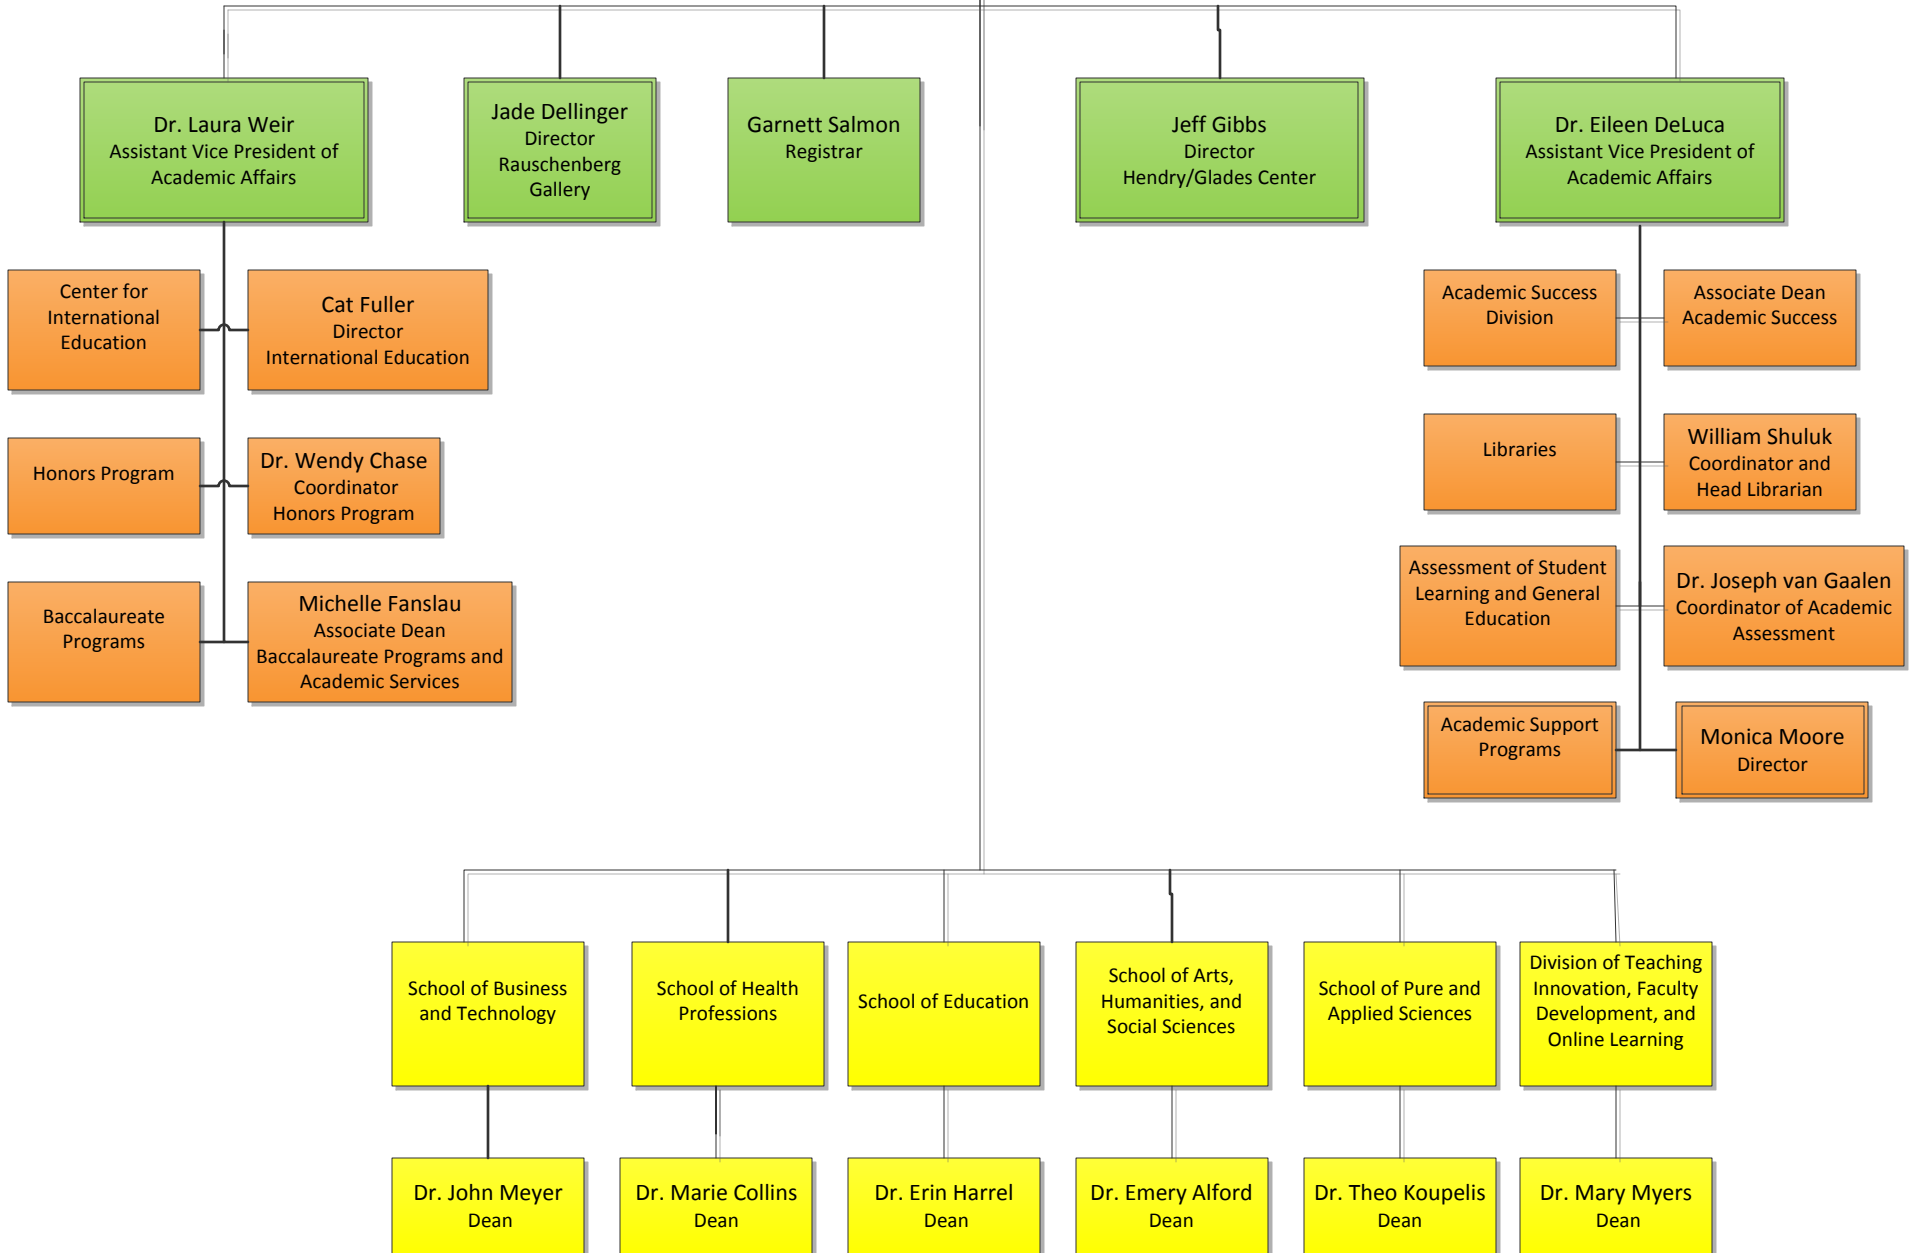 Dr. Laura Weir
Assistant Vice President of
Academic Affairs
Jade Dellinger
Director
Rauschenberg
Gallery
Garnett Salmon
Registrar
Jeff Gibbs
Director
Hendry/Glades Center
Dr. Eileen DeLuca
Assistant Vice President of
Academic Affairs
Center for
International
Education
Cat Fuller
Director
International Education
Academic Success
Division
Associate Dean
Academic Success
Honors Program
Dr. Wendy Chase
Coordinator
Honors Program
Libraries
William Shuluk
Coordinator and
Head Librarian
Baccalaureate
Programs
Michelle Fanslau
Associate Dean
Baccalaureate Programs and
Academic Services
Assessment of Student
Learning and General
Education
Dr. Joseph van Gaalen
Coordinator of Academic
Assessment
Academic Support
Programs
Monica Moore
Director
School of Business
and Technology
School of Health
Professions
School of Education
School of Arts,
Humanities, and
Social Sciences
School of Pure and
Applied Sciences
Division of Teaching
Innovation, Faculty
Development, and
Online Learning
Dr. John Meyer
Dean
Dr. Marie Collins
Dean
Dr. Erin Harrel
Dean
Dr. Emery Alford
Dean
Dr. Theo Koupelis
Dean
Dr. Mary Myers
Dean